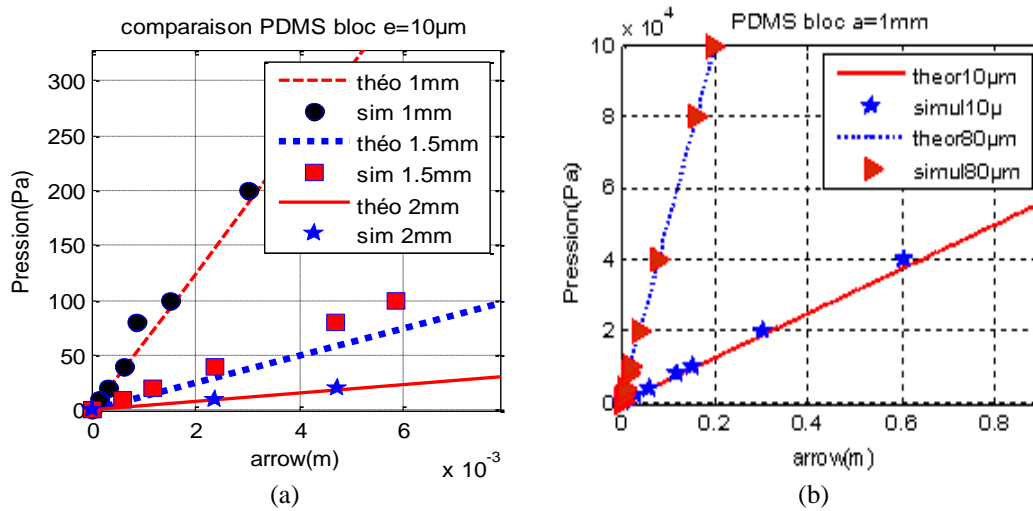 comparaison PDMS bloc e=10µm
300
250
200
150
100
50
0
Pression(Pa)
théo 1mm
sim 1mm
théo 1.5mm
sim 1.5mm
théo 2mm
sim 2mm
0 2 4 6
arrow(m)
x 10⁻³
(a)
PDMS bloc a=1mm
x 10⁴
10
8
6
4
2
0
Pression(Pa)
theor10µm
simul10µ
theor80µm
simul80µm
0 0.2 0.4 0.6 0.8
arrow(m)
(b)